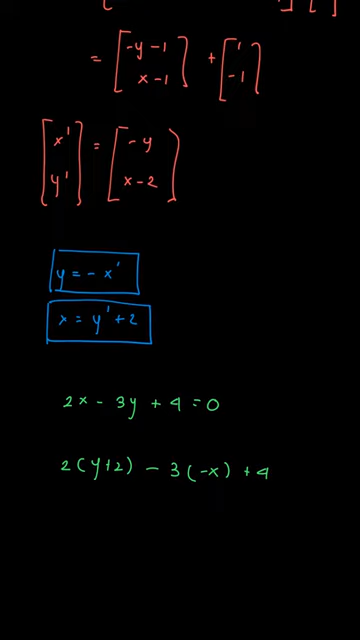 = [ -y - 1 ] + [ 1 ]
[ x - 1 ] [ -1 ]
[ x' ] = [ -y ]
[ y' ] [ x - 2 ]
y = - x'
x = y' + 2
2x - 3y + 4 = 0
2 ( y + 2 ) - 3 ( -x ) + 4